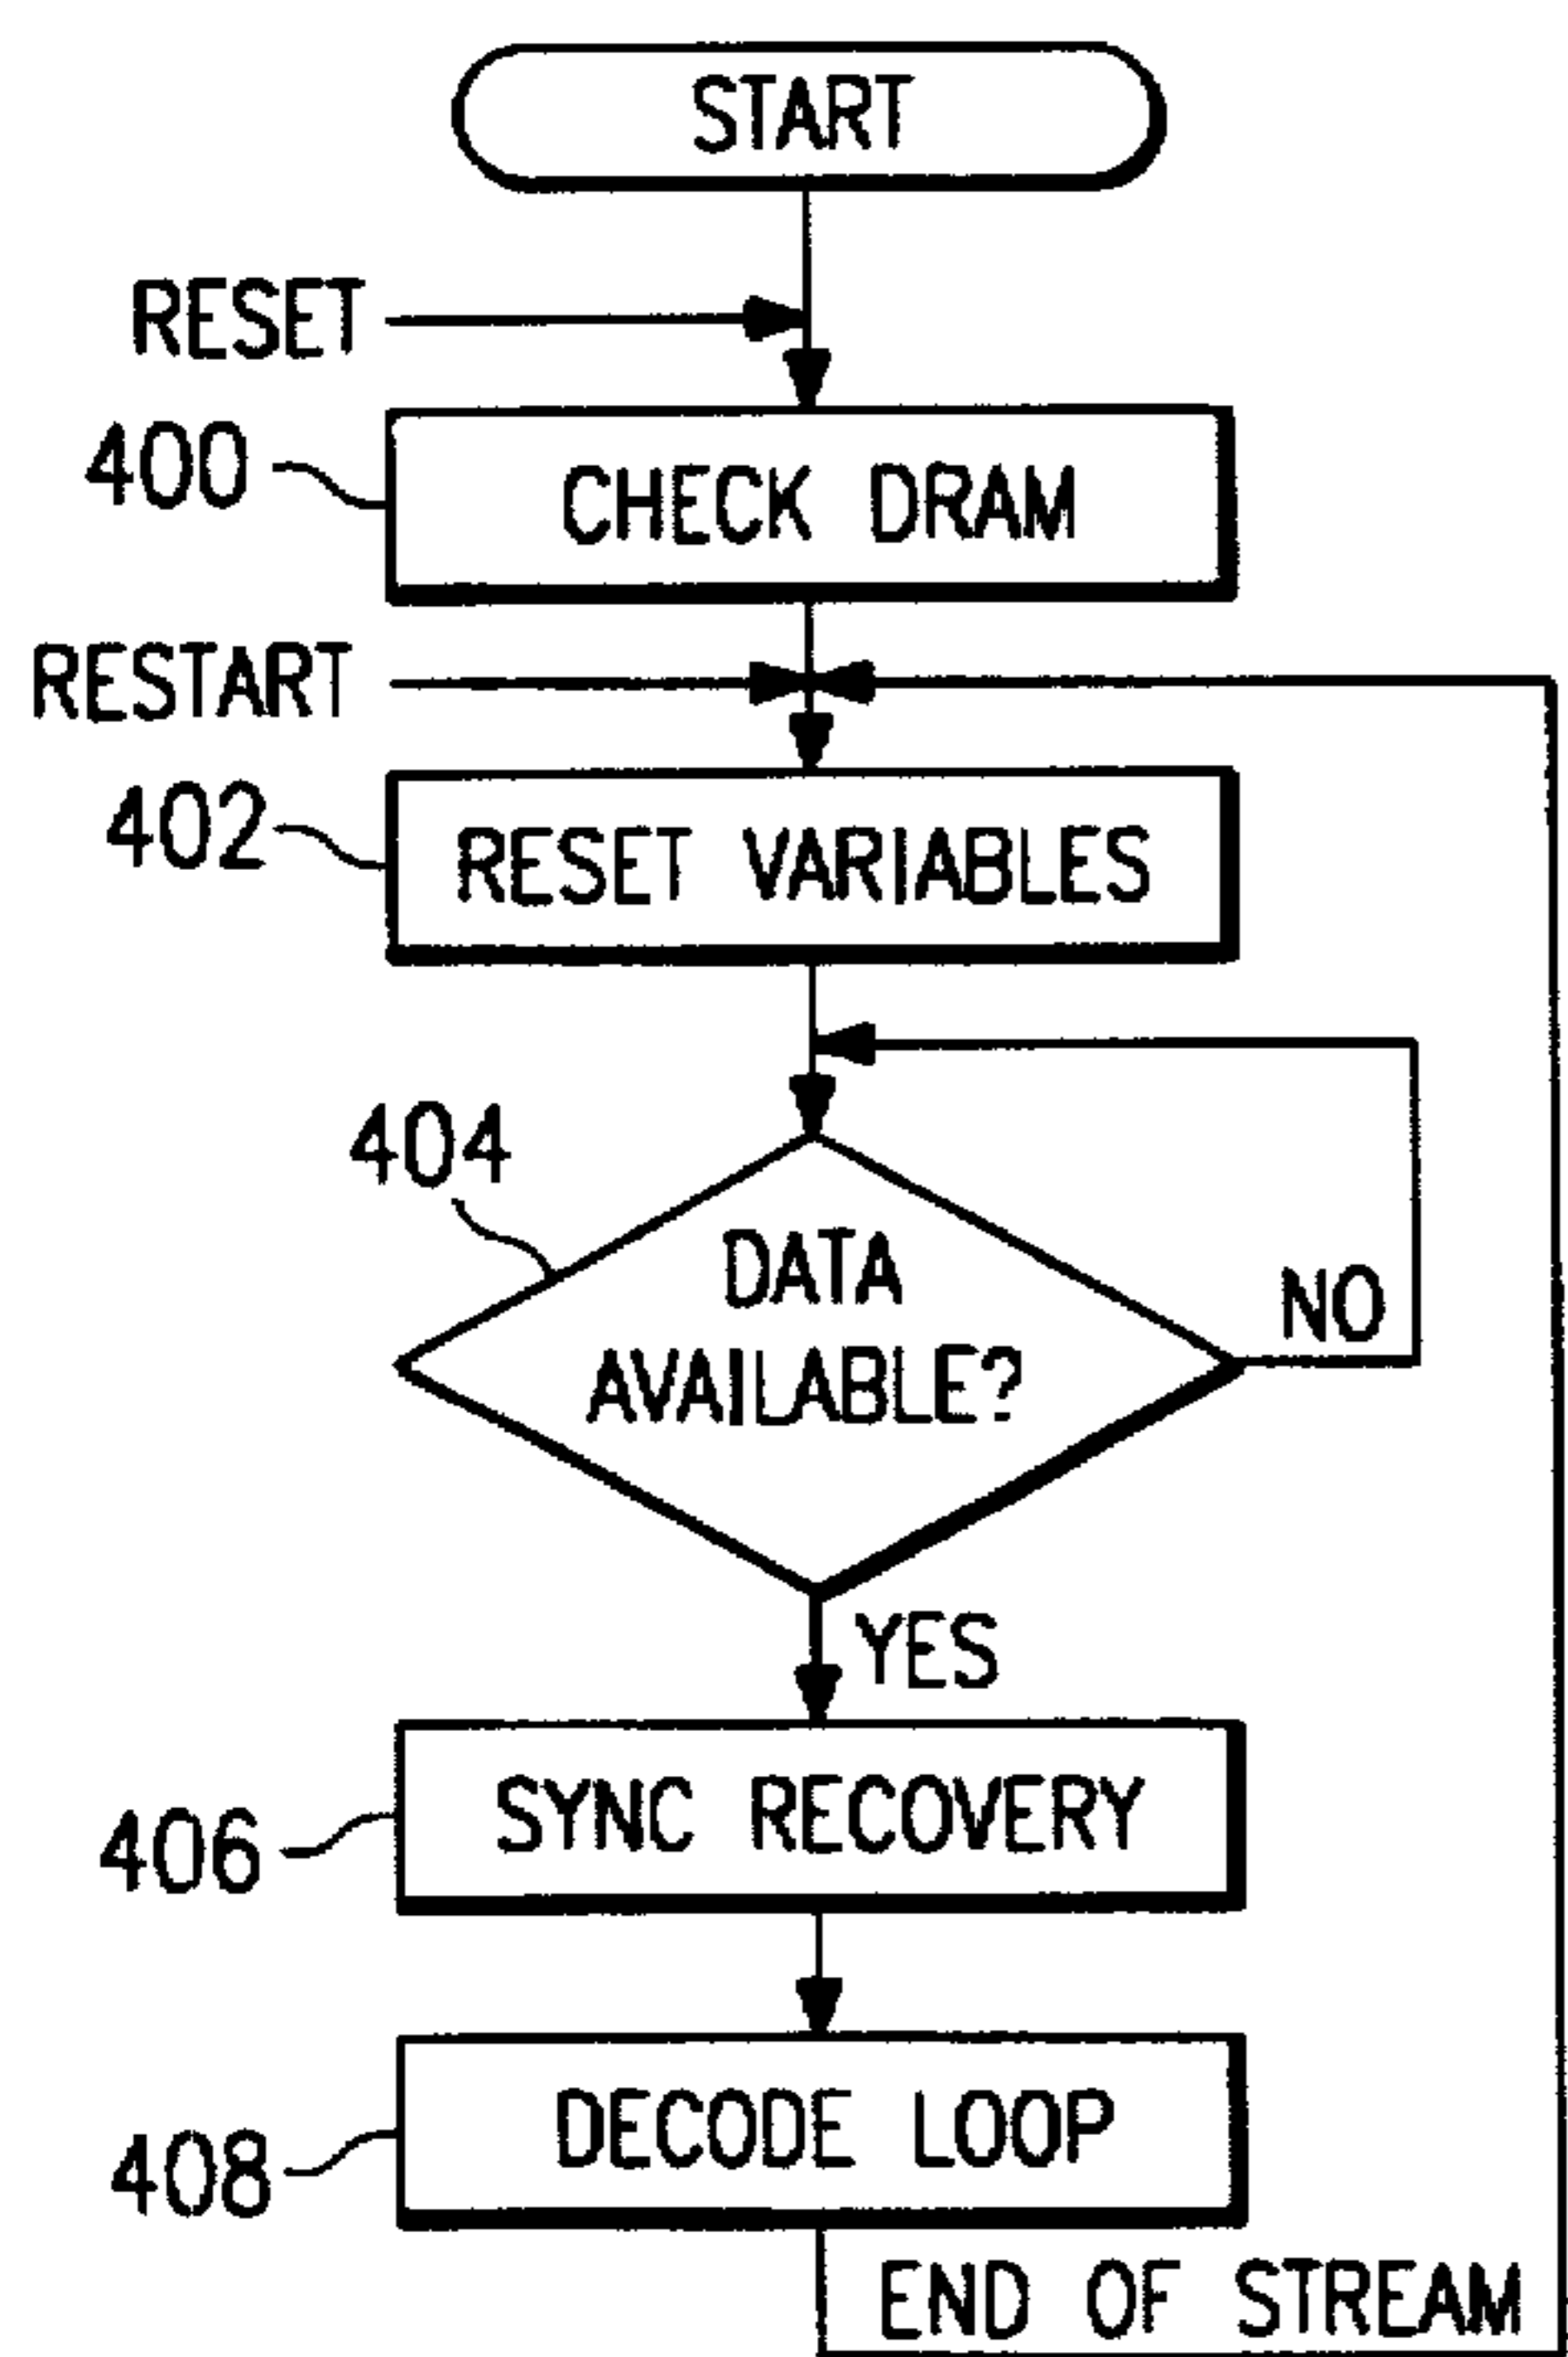 START
RESET
400
CHECK DRAM
RESTART
402
RESET VARIABLES
404
DATA
AVAILABLE?
NO
YES
406
SYNC RECOVERY
408
DECODE LOOP
END OF STREAM